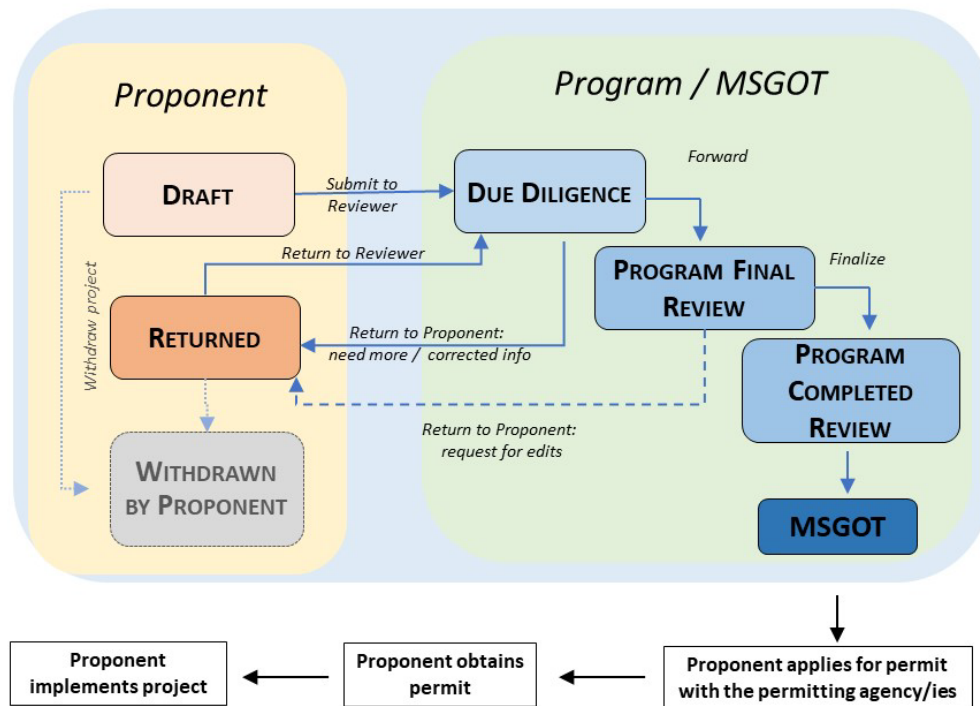 Proponent
Program / MSGOT
DRAFT
Submit to
Reviewer
DUE DILIGENCE
Forward
Return to Reviewer
PROGRAM FINAL
REVIEW
Finalize
Withdraw project
RETURNED
Return to Proponent:
need more / corrected info
PROGRAM
COMPLETED
REVIEW
Return to Proponent:
request for edits
WITHDRAWN
BY PROPONENT
MSGOT
Proponent
implements project
Proponent obtains
permit
Proponent applies for permit
with the permitting agency/ies